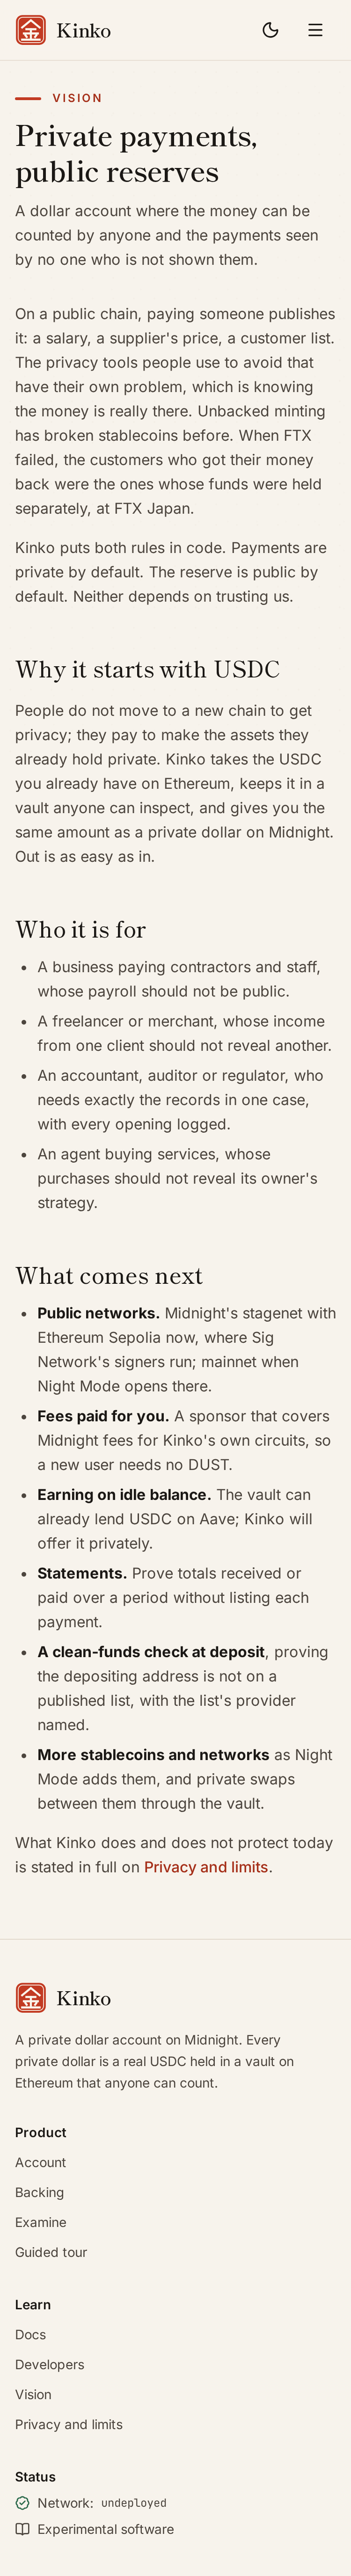 金 Kinko
VISION
Private payments,
public reserves
A dollar account where the money can be
counted by anyone and the payments seen
by no one who is not shown them.
On a public chain, paying someone publishes
it: a salary, a supplier's price, a customer list.
The privacy tools people use to avoid that
have their own problem, which is knowing
the money is really there. Unbacked minting
has broken stablecoins before. When FTX
failed, the customers who got their money
back were the ones whose funds were held
separately, at FTX Japan.
Kinko puts both rules in code. Payments are
private by default. The reserve is public by
default. Neither depends on trusting us.
Why it starts with USDC
People do not move to a new chain to get
privacy; they pay to make the assets they
already hold private. Kinko takes the USDC
you already have on Ethereum, keeps it in a
vault anyone can inspect, and gives you the
same amount as a private dollar on Midnight.
Out is as easy as in.
Who it is for
• A business paying contractors and staff,
whose payroll should not be public.
• A freelancer or merchant, whose income
from one client should not reveal another.
• An accountant, auditor or regulator, who
needs exactly the records in one case,
with every opening logged.
• An agent buying services, whose
purchases should not reveal its owner's
strategy.
What comes next
• Public networks. Midnight's stagenet with
Ethereum Sepolia now, where Sig
Network's signers run; mainnet when
Night Mode opens there.
• Fees paid for you. A sponsor that covers
Midnight fees for Kinko's own circuits, so
a new user needs no DUST.
• Earning on idle balance. The vault can
already lend USDC on Aave; Kinko will
offer it privately.
• Statements. Prove totals received or
paid over a period without listing each
payment.
• A clean-funds check at deposit, proving
the depositing address is not on a
published list, with the list's provider
named.
• More stablecoins and networks as Night
Mode adds them, and private swaps
between them through the vault.
What Kinko does and does not protect today
is stated in full on Privacy and limits.
金 Kinko
A private dollar account on Midnight. Every
private dollar is a real USDC held in a vault on
Ethereum that anyone can count.
Product
Account
Backing
Examine
Guided tour
Learn
Docs
Developers
Vision
Privacy and limits
Status
Network: undeployed
Experimental software